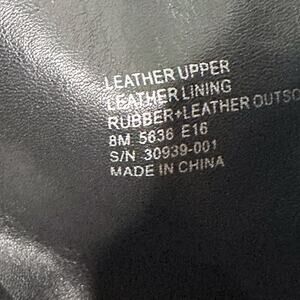 LEATHER UPPER
LEATHER LINING
RUBBER+LEATHER OUTSO
8M 5636 E16
S/N 30939-001
MADE IN CHINA